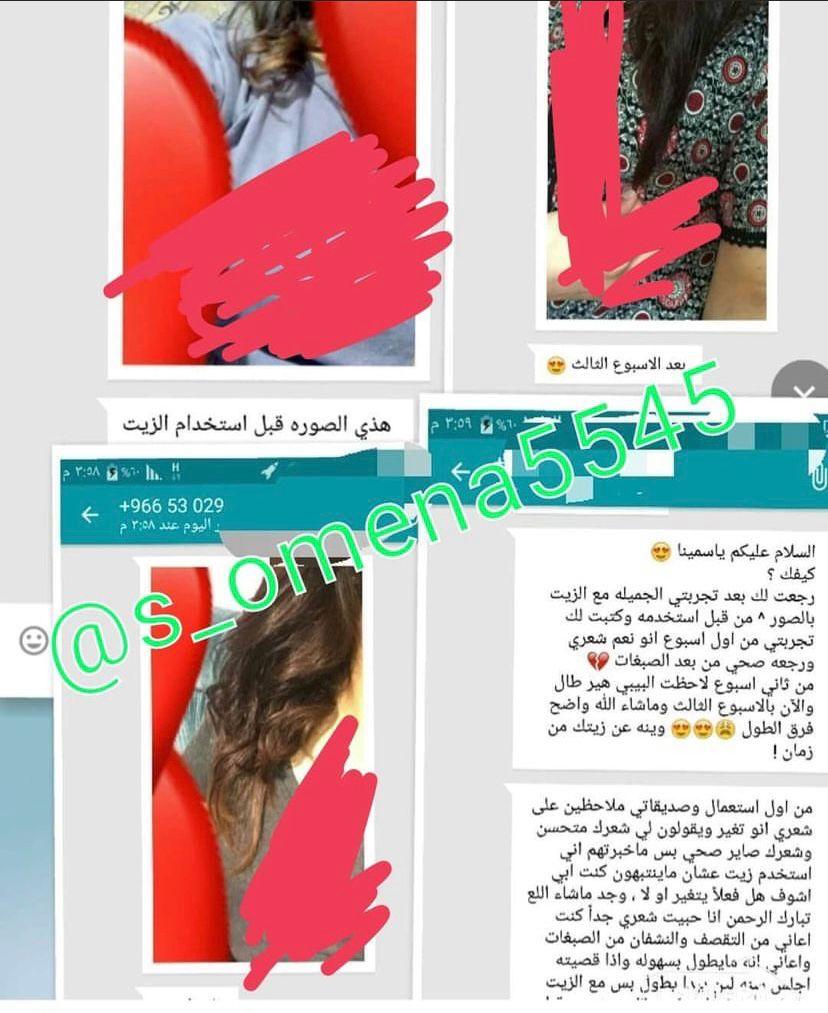 بعد الاسبوع الثالث 😍
هذي الصوره قبل استخدام الزيت
٣:٥٨ م
%٦٠
H
+966 53 029
اليوم عند ٣:٥٨ م
٣:٥٩ م
%٦٠
@s_omena5545
السلام عليكم ياسمينا 😍
كيفك ؟
رجعت لك بعد تجربتي الجميله مع الزيت
بالصور ^ من قبل استخدمه وكتبت لك
تجربتي من اول اسبوع انو نعم شعري
ورجعه صحي من بعد الصبغات 💔
من ثاني اسبوع لاحظت البيبي هير طال
والآن بالاسبوع الثالث وماشاء الله واضح
فرق الطول 😩😍😍 وينه عن زيتك من
زمان !
من اول استعمال وصديقاتي ملاحظين على
شعري انو تغير ويقولون لي شعرك متحسن
وشعرك صاير صحي بس ماخبرتهم اني
استخدم زيت عشان ماينتبهون كنت ابي
اشوف هل فعلاً يتغير او لا ، وجد ماشاء اللع
تبارك الرحمن انا حبيت شعري جداً كنت
اعاني من التقصف والنشفان من الصبغات
واعاني انه مايطول بسهوله واذا قصيته
اجلس سنه لين يبدا يطول بس مع الزيت